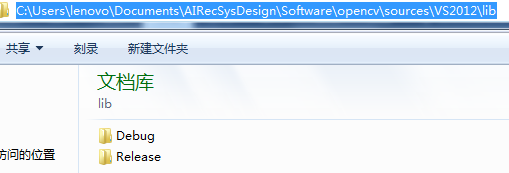 C:\Users\lenovo\Documents\AIRecSysDesign\Software\opencv\sources\VS2012\lib
共享 刻录 新建文件夹
文档库
lib
Debug
访问的位置 Release